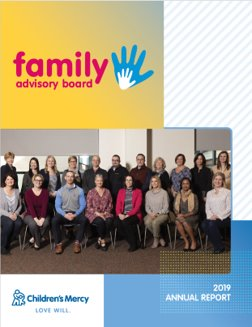 family
advisory board
2019
ANNUAL REPORT
Children's Mercy
LOVE WILL.